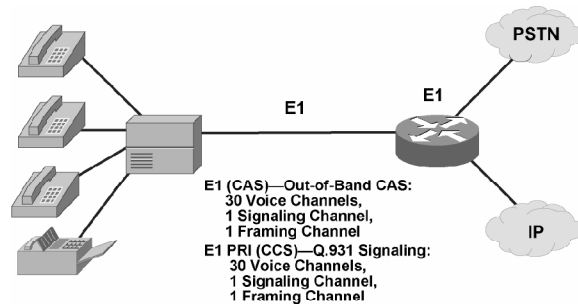 PSTN
E1
E1
E1 (CAS)—Out-of-Band CAS:
30 Voice Channels,
1 Signaling Channel,
1 Framing Channel
E1 PRI (CCS)—Q.931 Signaling:
30 Voice Channels,
1 Signaling Channel,
1 Framing Channel
IP